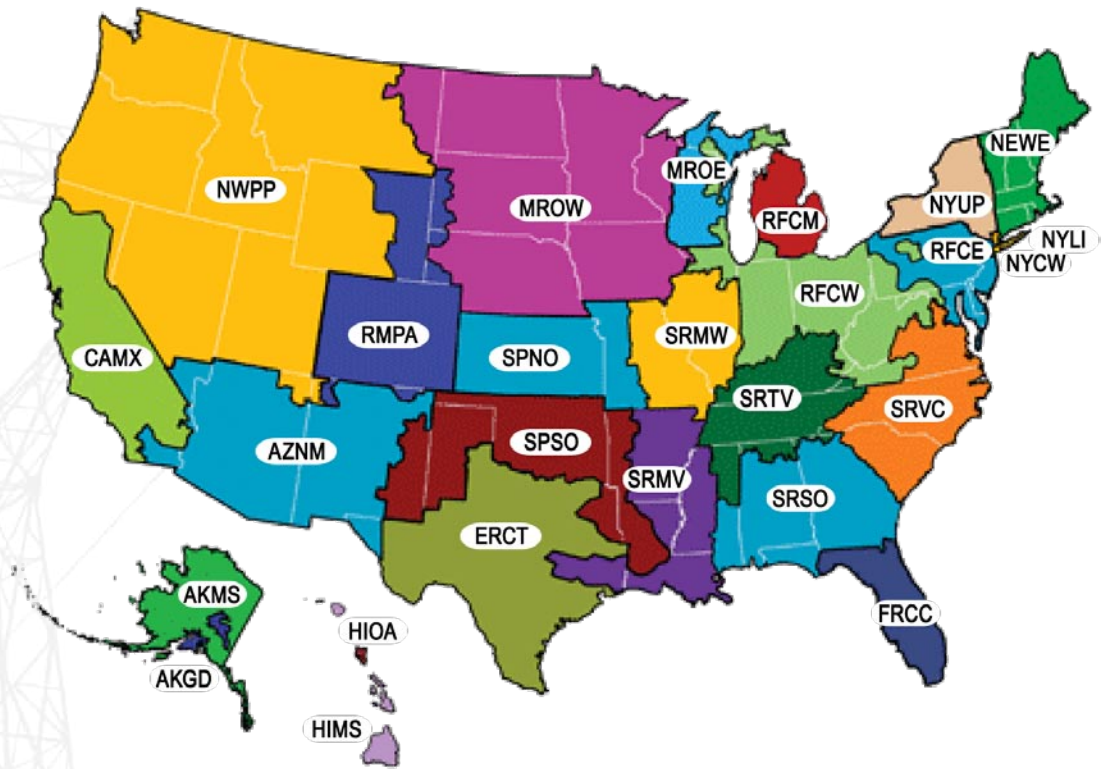 NEWE
MROE
NWPP
MROW
NYUP
RFCM
NYLI
RFCE
NYCW
RFCW
RMPA
SRMW
CAMX
SPNO
SRTV
SRVC
SPSO
AZNM
SRMV
SRSO
ERCT
AKMS
FRCC
HIOA
AKGD
HIMS